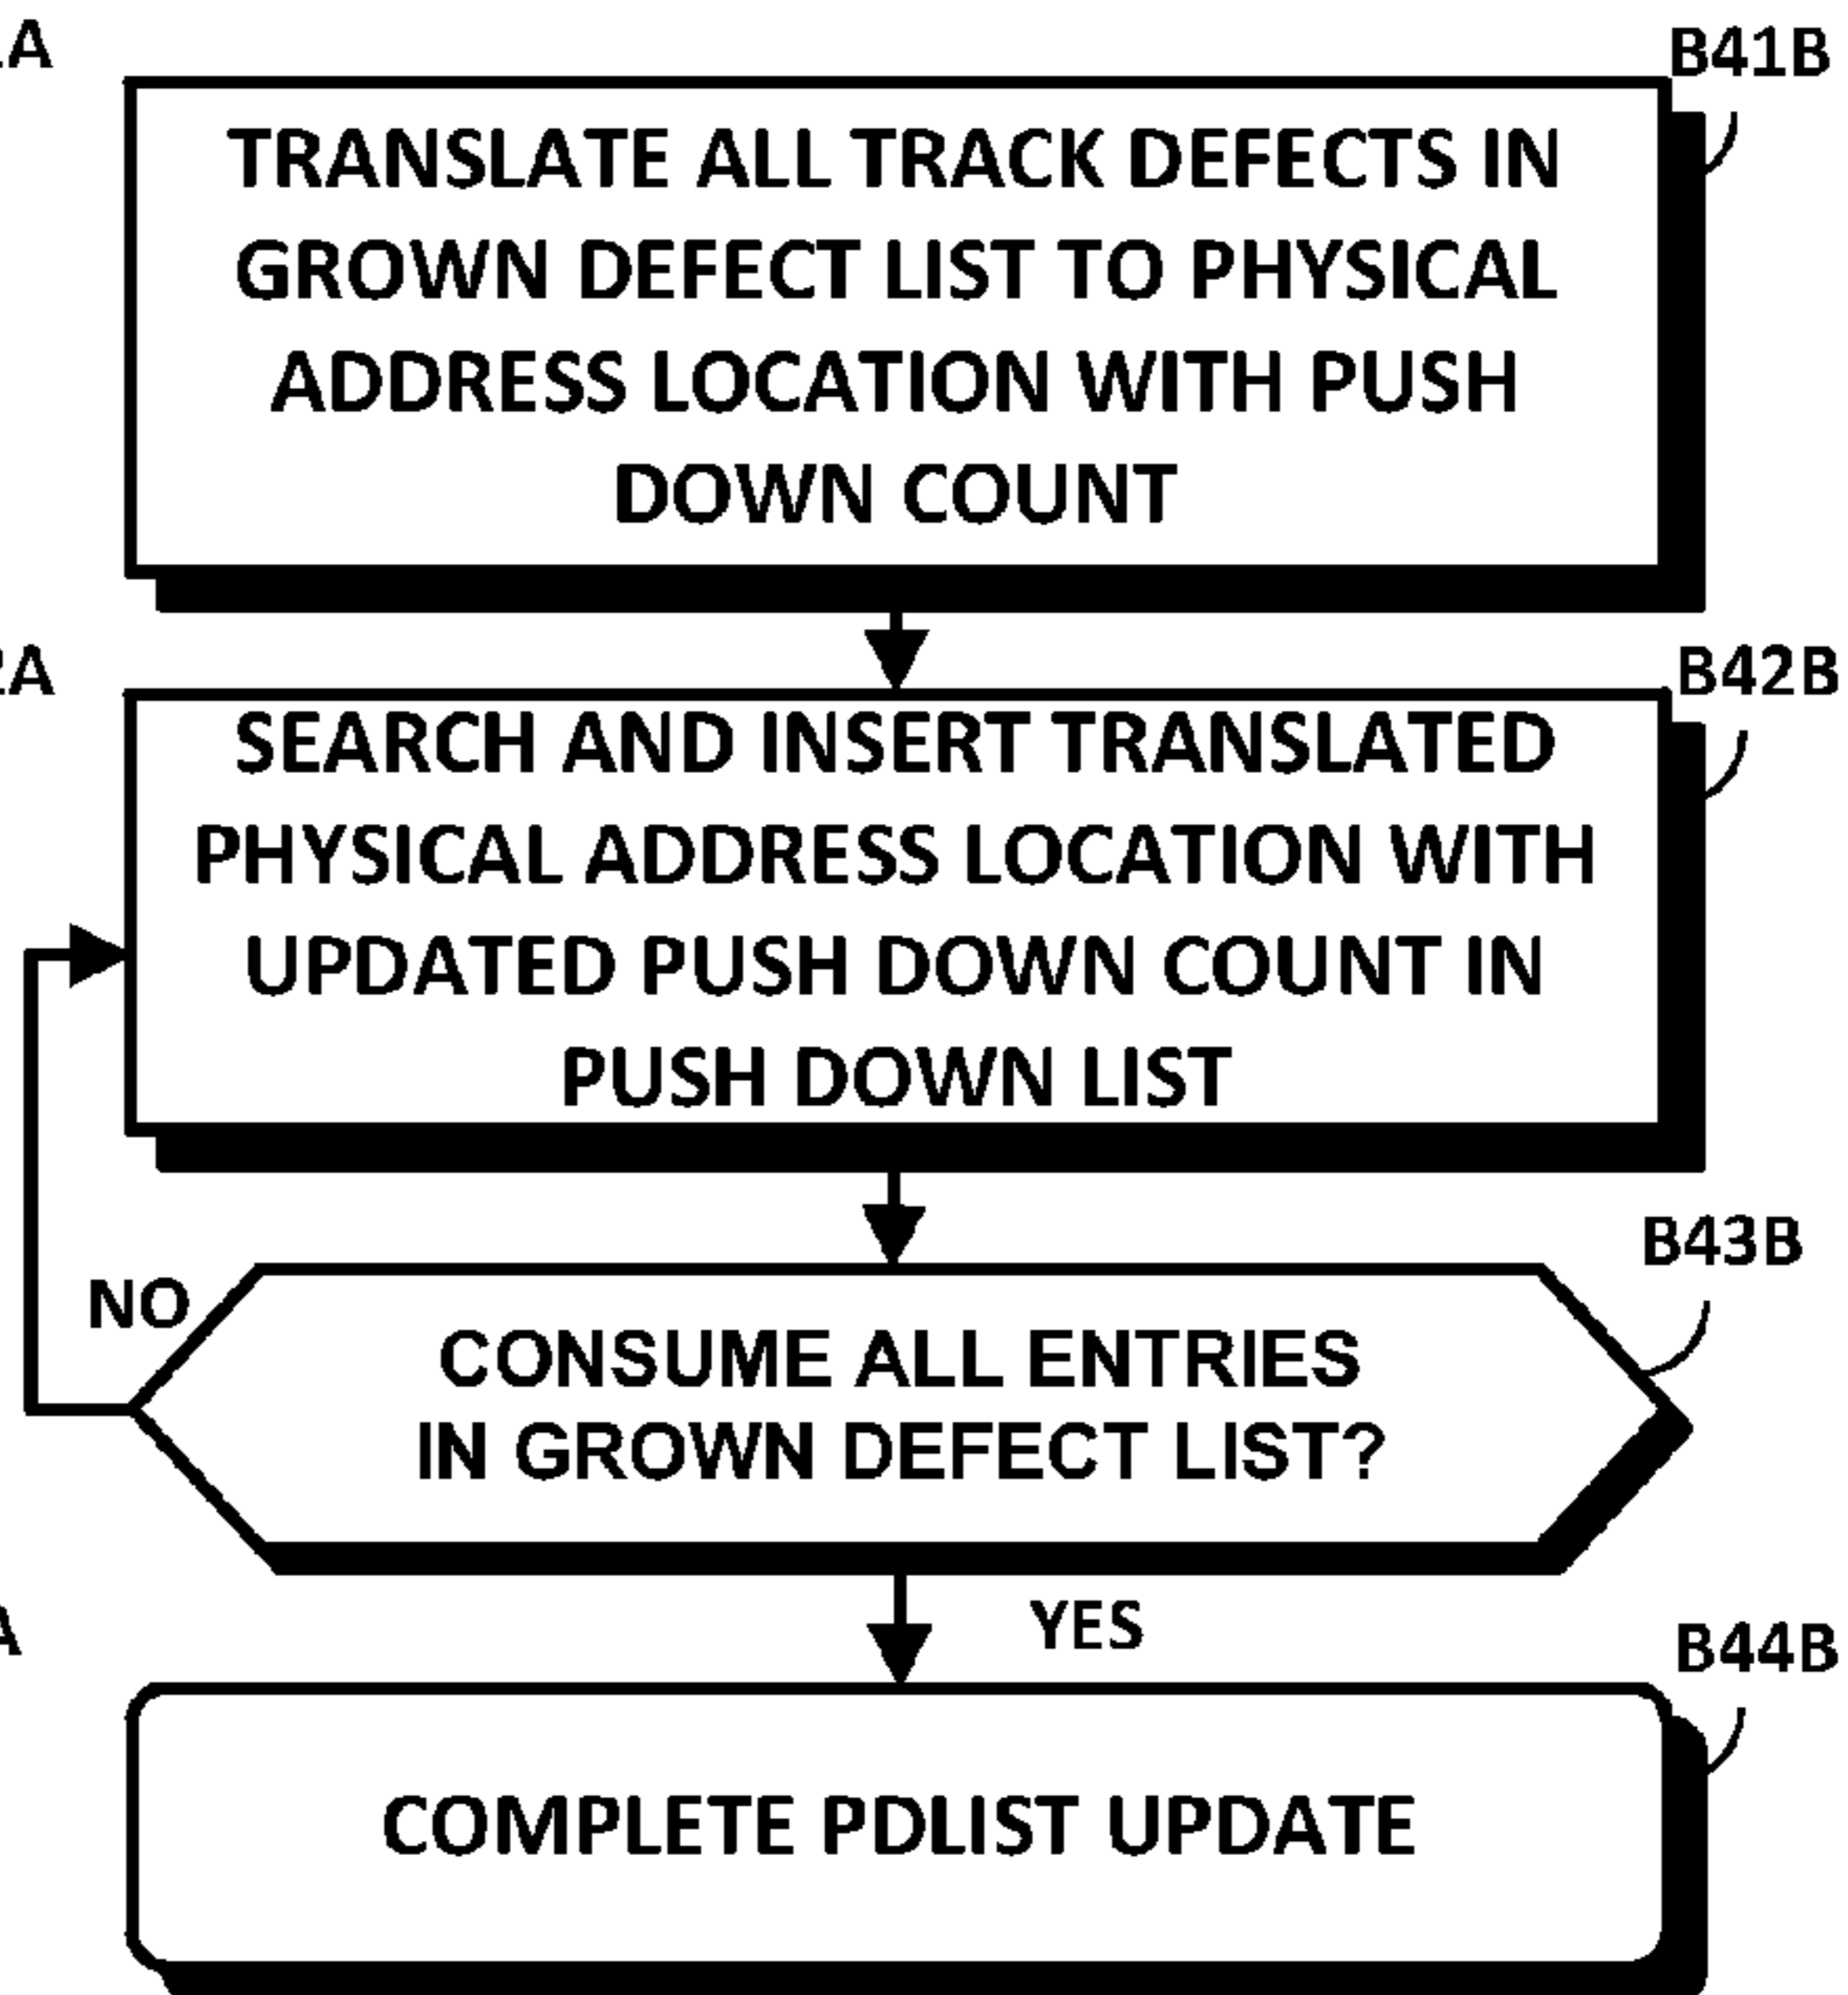 B41B
TRANSLATE ALL TRACK DEFECTS IN
GROWN DEFECT LIST TO PHYSICAL
ADDRESS LOCATION WITH PUSH
DOWN COUNT
B42B
SEARCH AND INSERT TRANSLATED
PHYSICAL ADDRESS LOCATION WITH
UPDATED PUSH DOWN COUNT IN
PUSH DOWN LIST
B43B
NO
CONSUME ALL ENTRIES
IN GROWN DEFECT LIST?
YES
B44B
COMPLETE PDLIST UPDATE